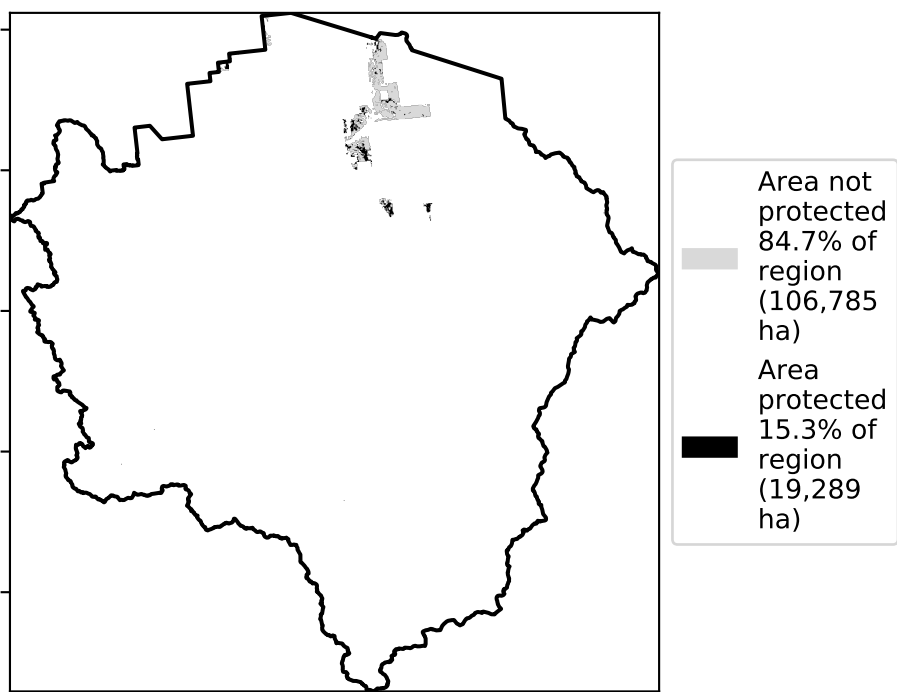 Area not
protected
84.7% of
region
(106,785
ha)
Area
protected
15.3% of
region
(19,289
ha)